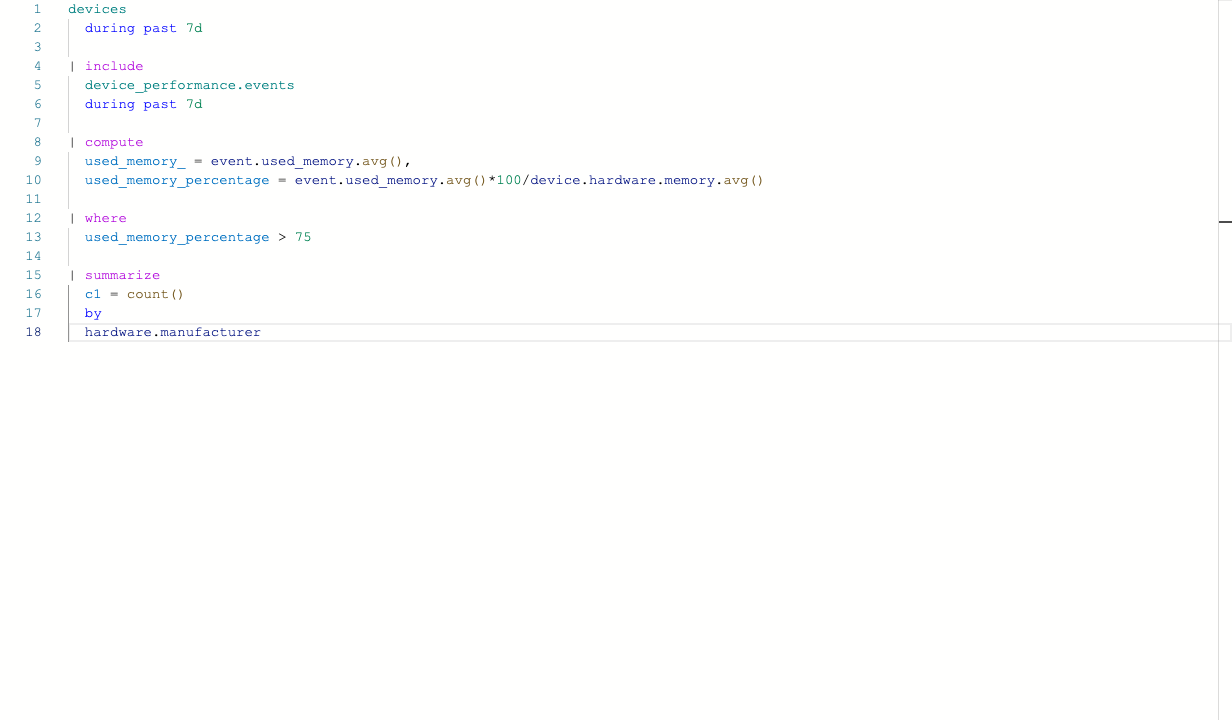 1 devices
2 during past 7d
3
4 | include
5 device_performance.events
6 during past 7d
7
8 | compute
9 used_memory_ = event.used_memory.avg(),
10 used_memory_percentage = event.used_memory.avg()*100/device.hardware.memory.avg()
11
12 | where
13 used_memory_percentage > 75
14
15 | summarize
16 c1 = count()
17 by
18 hardware.manufacturer